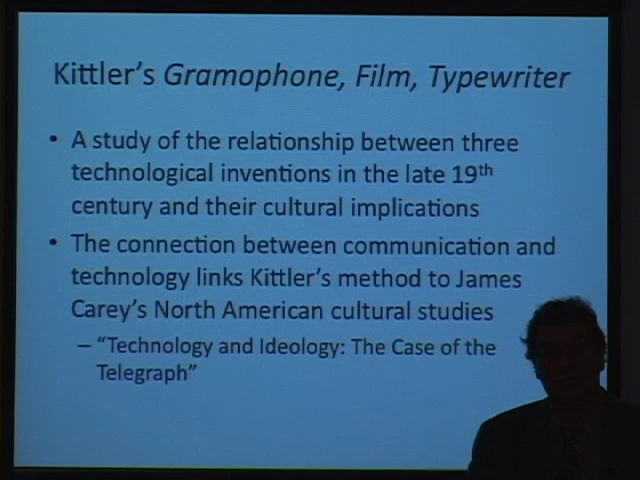 Kittler's Gramophone, Film, Typewriter
• A study of the relationship between three
technological inventions in the late 19th
century and their cultural implications
• The connection between communication and
technology links Kittler's method to James
Carey's North American cultural studies
– "Technology and Ideology: The Case of the
Telegraph"